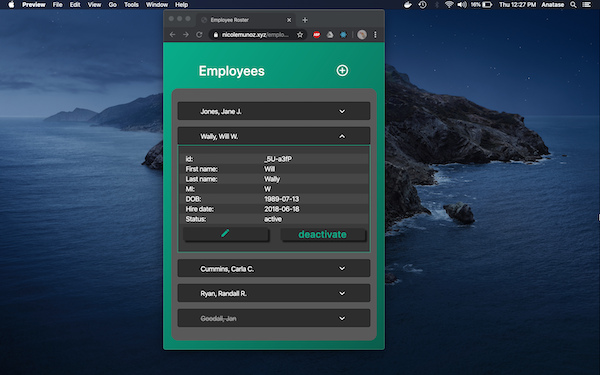 Preview File Edit View Go Tools Window Help 16% Thu 12:27 PM Anatase
Employee Roster
nicolemunoz.xyz/emplo...
ABP
Employees
Jones, Jane J.
Wally, Will W.
id: _5U-a3fP
First name: Will
Last name: Wally
MI: W
DOB: 1989-07-13
Hire date: 2018-06-18
Status: active
deactivate
Cummins, Carla C.
Ryan, Randall R.
Goodall, Jan